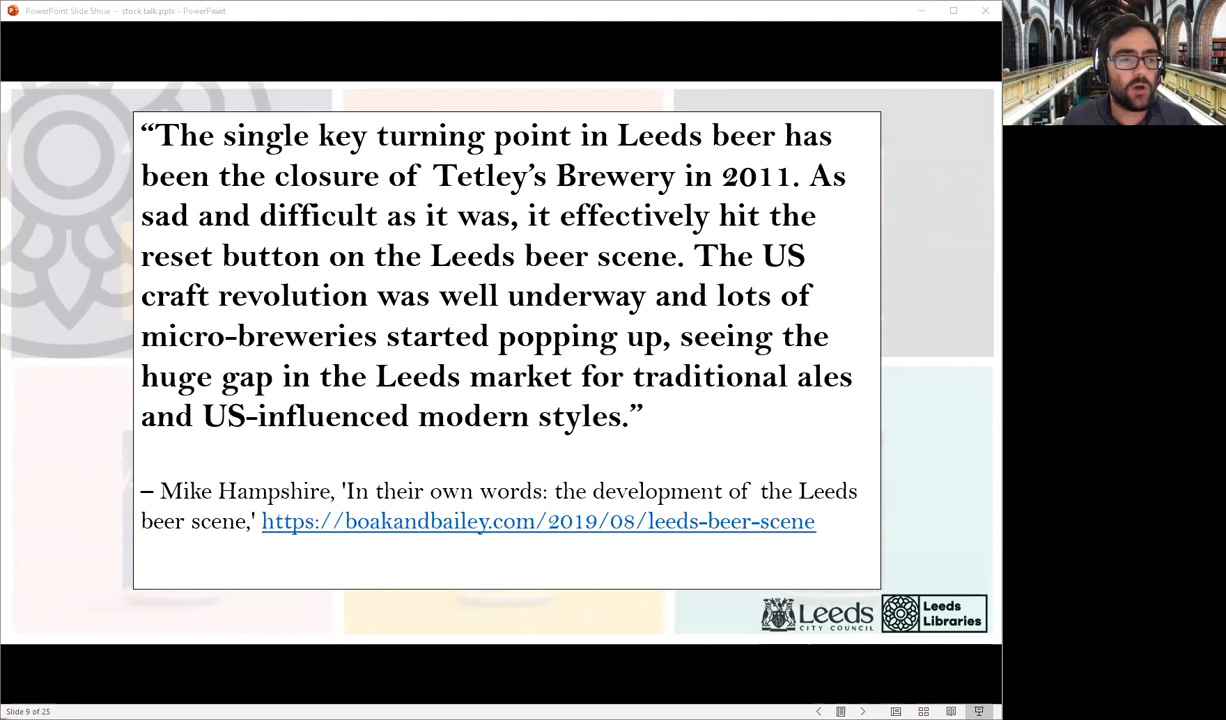 PowerPoint Slide Show - stock talk.pptx - PowerPoint
“The single key turning point in Leeds beer has
been the closure of Tetley’s Brewery in 2011. As
sad and difficult as it was, it effectively hit the
reset button on the Leeds beer scene. The US
craft revolution was well underway and lots of
micro-breweries started popping up, seeing the
huge gap in the Leeds market for traditional ales
and US-influenced modern styles.”
– Mike Hampshire, 'In their own words: the development of the Leeds
beer scene,' https://boakandbailey.com/2019/08/leeds-beer-scene
Leeds
CITY COUNCIL
Leeds
Libraries
Slide 9 of 25